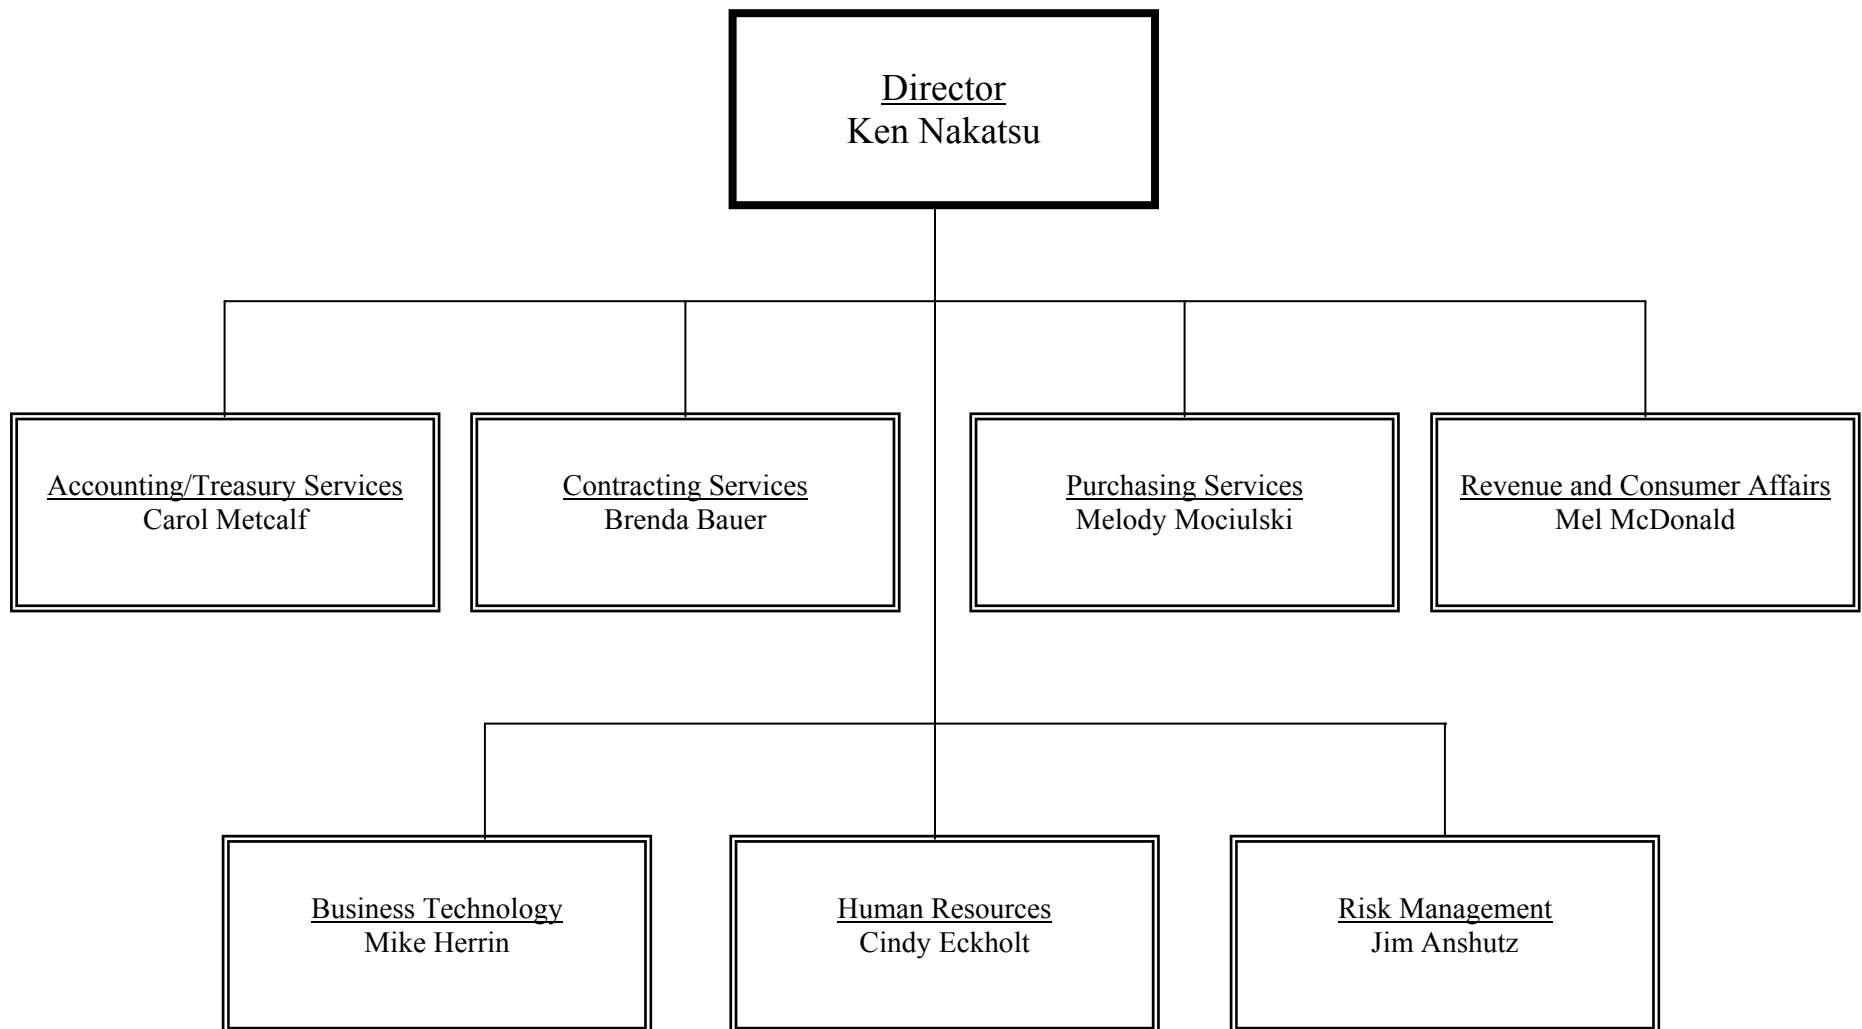 Director
Ken Nakatsu
Accounting/Treasury Services
Carol Metcalf
Contracting Services
Brenda Bauer
Purchasing Services
Melody Mociulski
Revenue and Consumer Affairs
Mel McDonald
Business Technology
Mike Herrin
Human Resources
Cindy Eckholt
Risk Management
Jim Anshutz